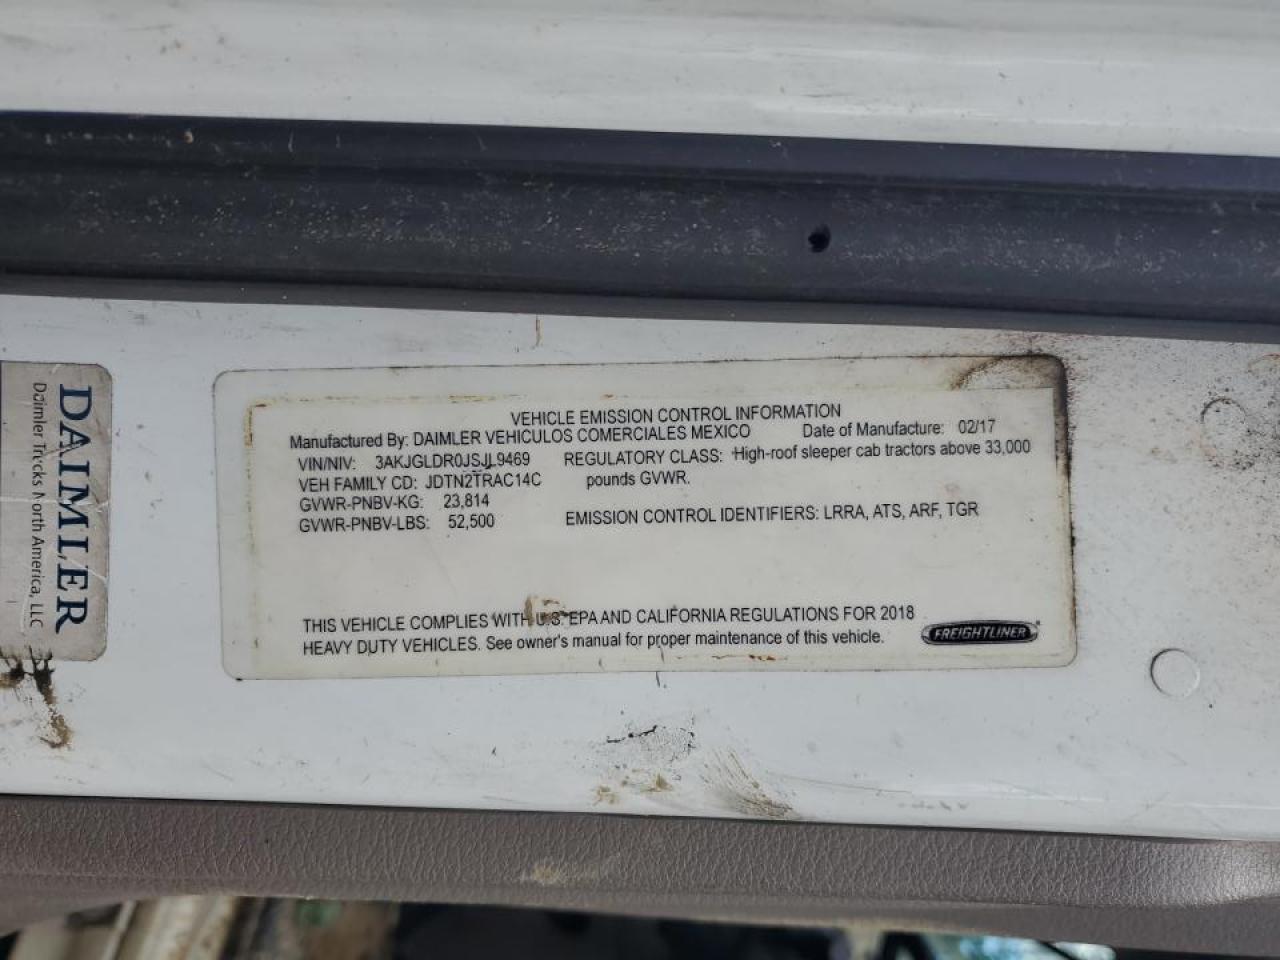 VEHICLE EMISSION CONTROL INFORMATION
Manufactured By: DAIMLER VEHICULOS COMERCIALES MEXICO Date of Manufacture: 02/17
VIN/NIV: 3AKJGLDR0JSJL9469 REGULATORY CLASS: High-roof sleeper cab tractors above 33,000
VEH FAMILY CD: JDTN2TRAC14C pounds GVWR.
GVWR-PNBV-KG: 23,814
GVWR-PNBV-LBS: 52,500 EMISSION CONTROL IDENTIFIERS: LRRA, ATS, ARF, TGR
THIS VEHICLE COMPLIES WITH U.S. EPA AND CALIFORNIA REGULATIONS FOR 2018
HEAVY DUTY VEHICLES. See owner's manual for proper maintenance of this vehicle.
FREIGHTLINER
DAIMLER
Daimler Trucks North America, LLC